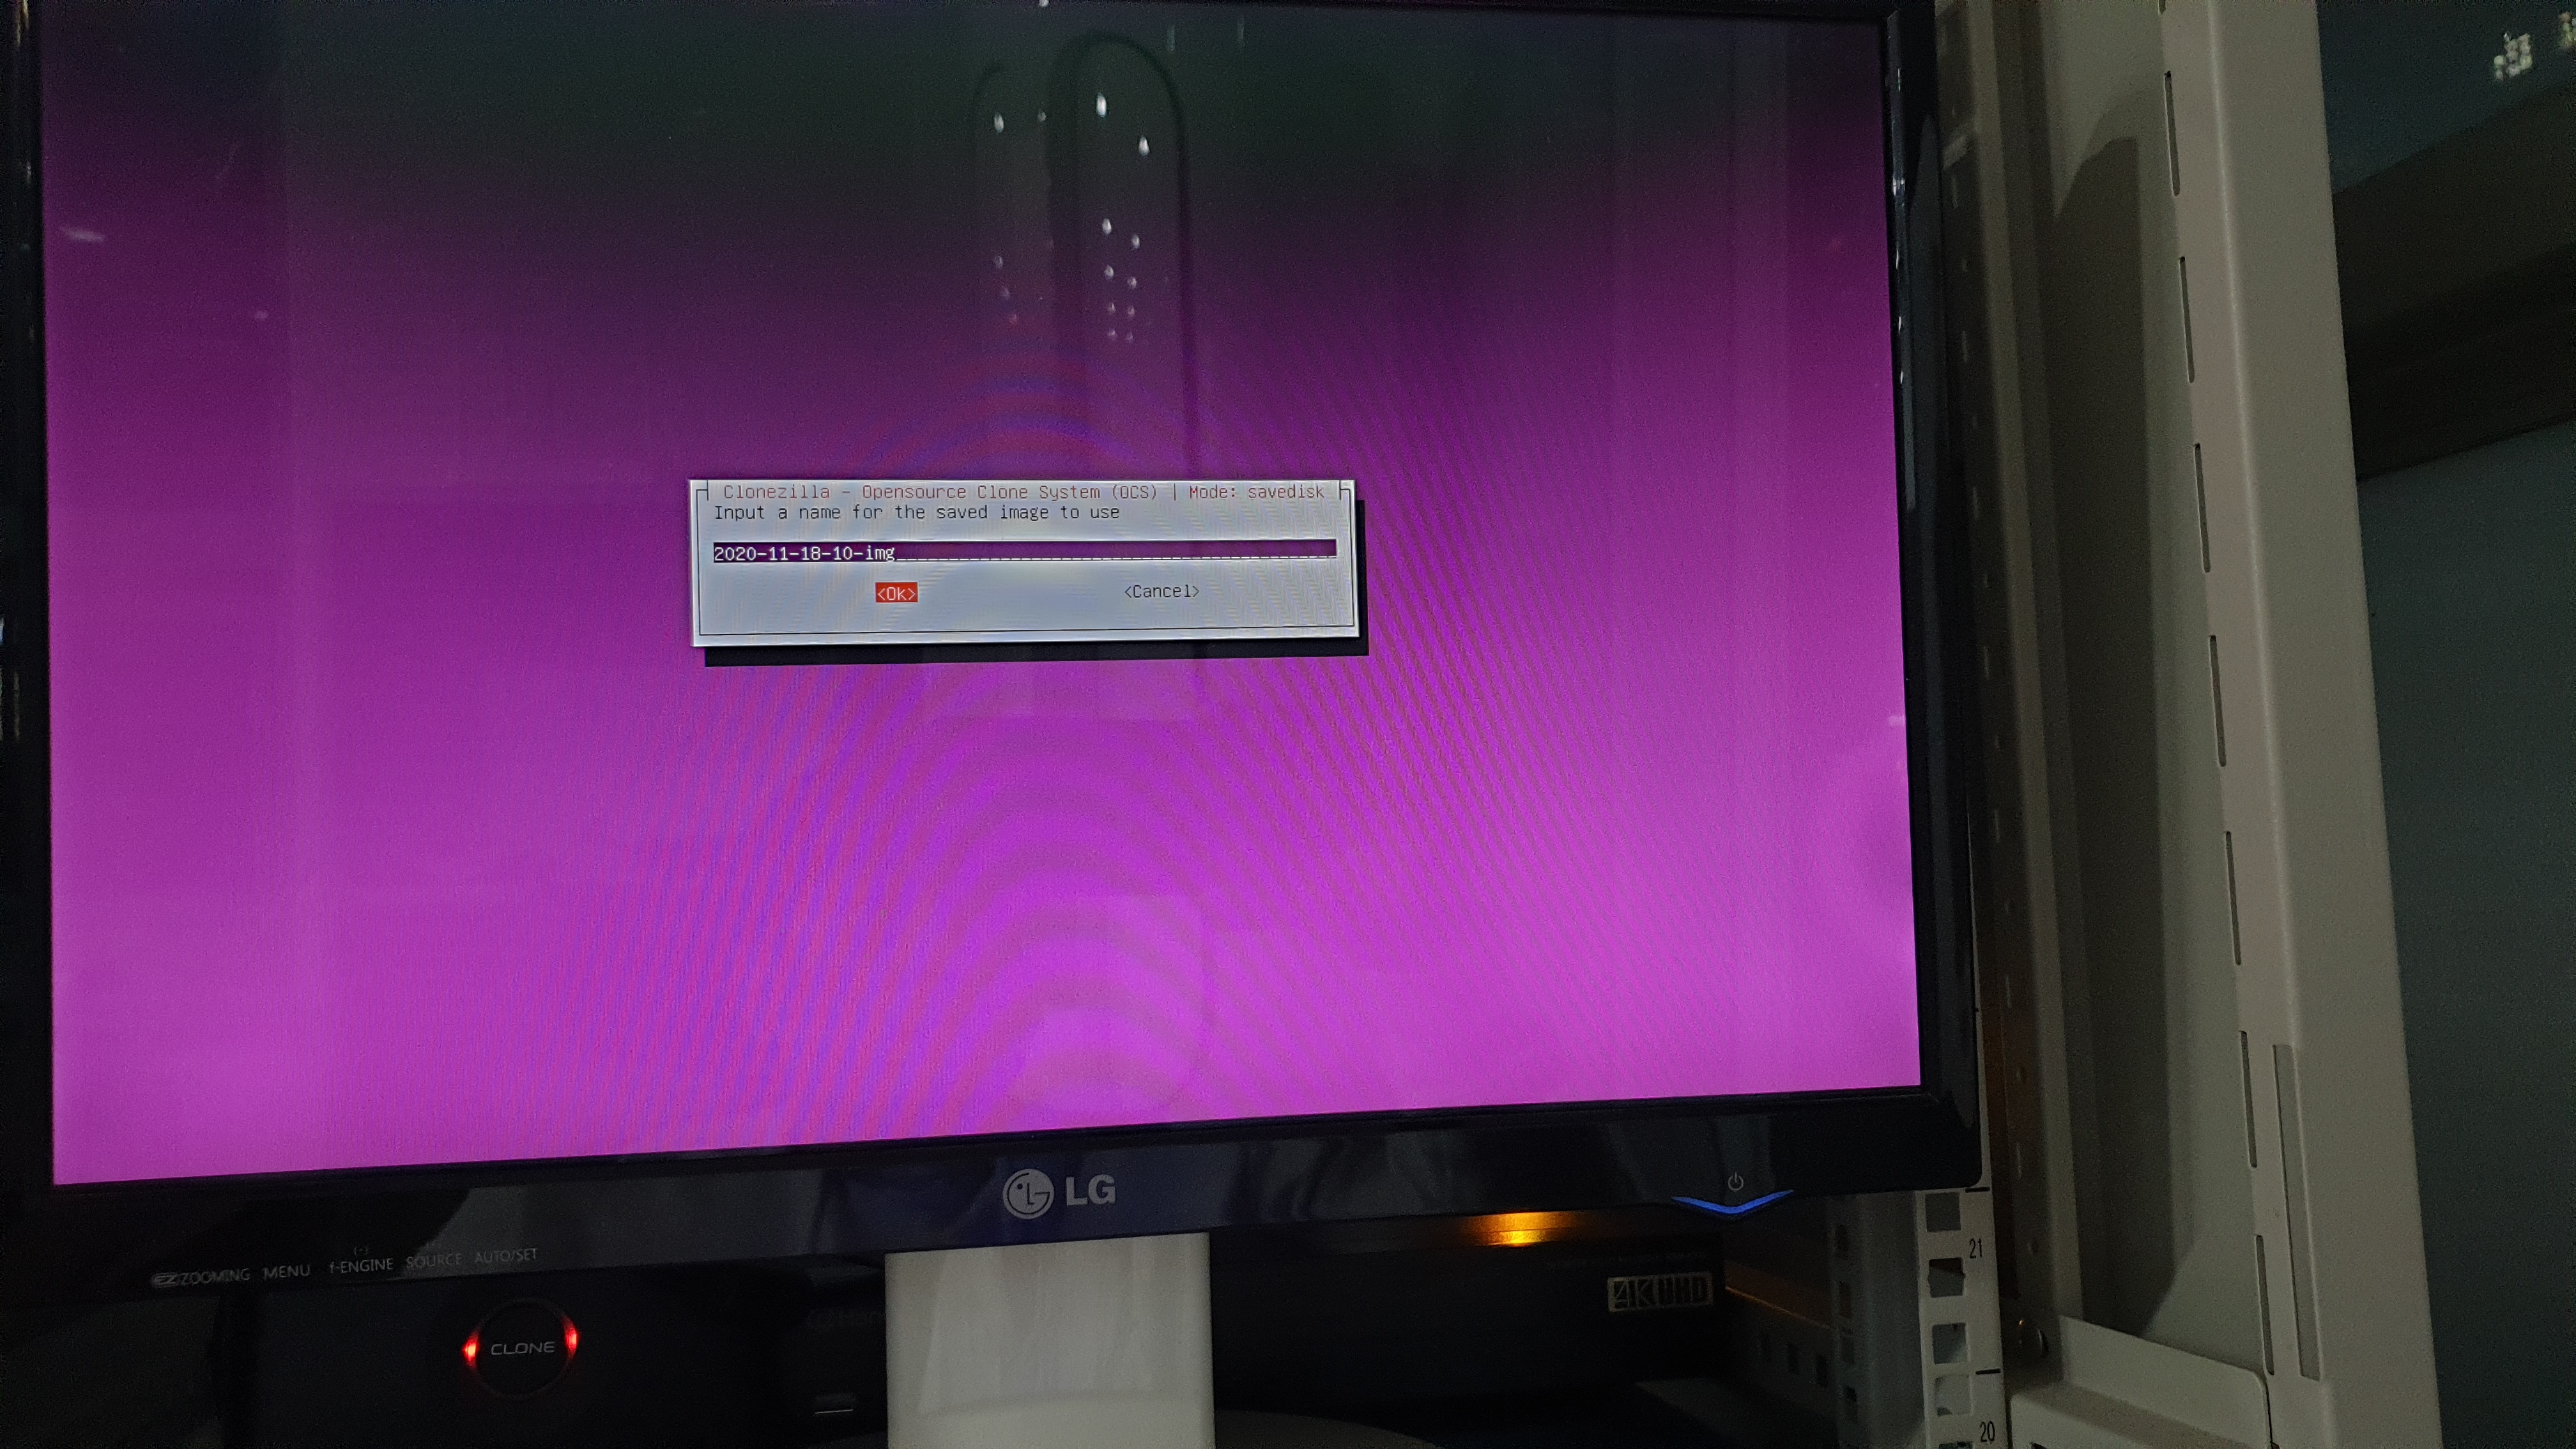 Clonezilla - Opensource Clone System (OCS) | Mode: savedisk
Input a name for the saved image to use
2020-11-18-10-img
<Ok> <Cancel>
LG
EZ ZOOMING MENU f-ENGINE SOURCE AUTO/SET
4K UHD
21
CLONE
20